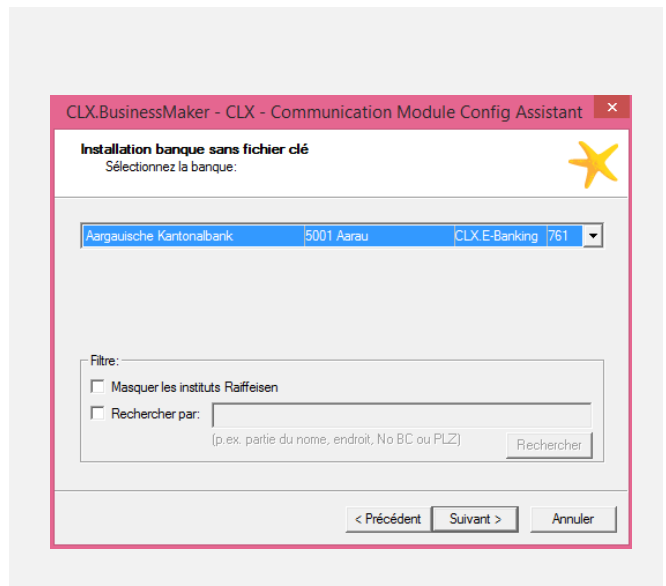 CLX.BusinessMaker - CLX - Communication Module Config Assistant
Installation banque sans fichier clé
Sélectionnez la banque:
Aargauische Kantonalbank 5001 Aarau CLX.E-Banking 761
Filtre:
Masquer les instituts Raiffeisen
Rechercher par:
(p.ex. partie du nome, endroit, No BC ou PLZ)
Rechercher
< Précédent Suivant > Annuler